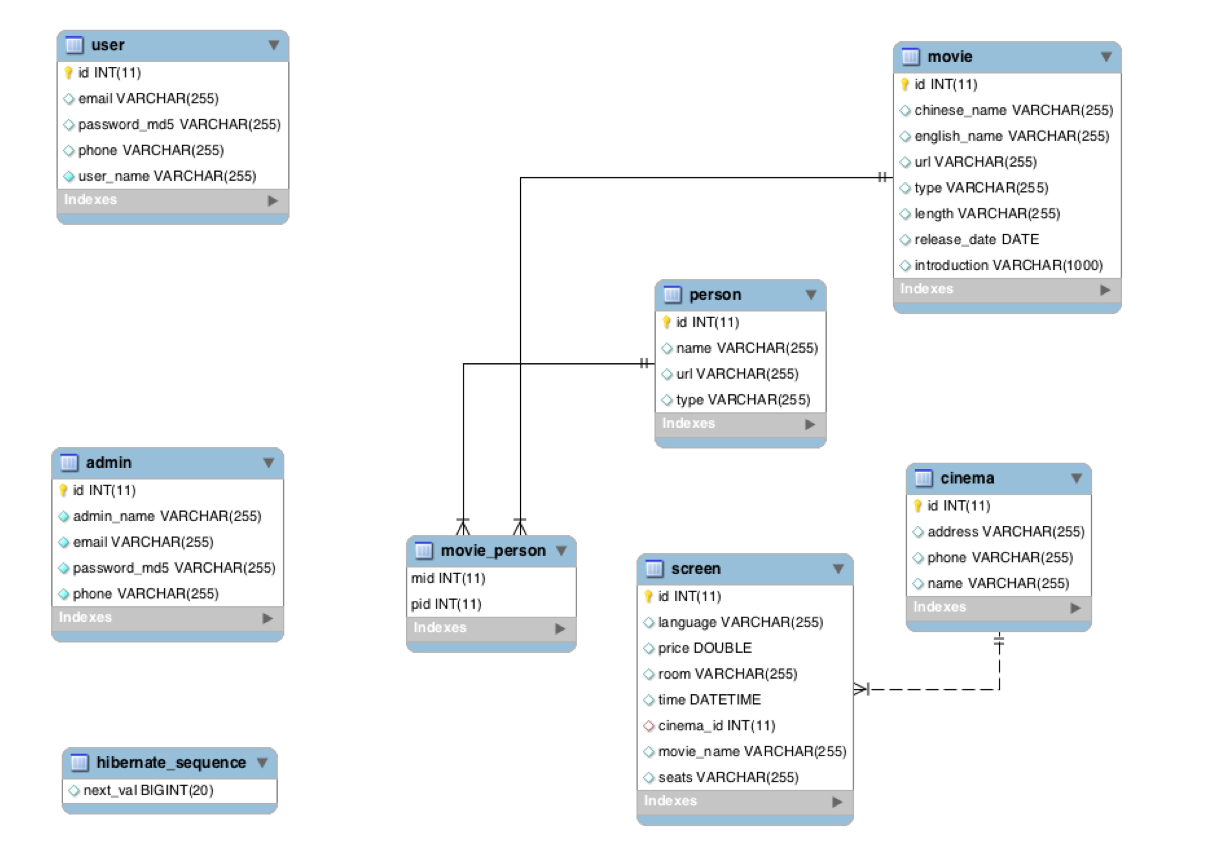 user
id INT(11)
email VARCHAR(255)
password_md5 VARCHAR(255)
phone VARCHAR(255)
user_name VARCHAR(255)
Indexes
movie
id INT(11)
chinese_name VARCHAR(255)
english_name VARCHAR(255)
url VARCHAR(255)
type VARCHAR(255)
length VARCHAR(255)
release_date DATE
introduction VARCHAR(1000)
Indexes
person
id INT(11)
name VARCHAR(255)
url VARCHAR(255)
type VARCHAR(255)
Indexes
admin
id INT(11)
admin_name VARCHAR(255)
email VARCHAR(255)
password_md5 VARCHAR(255)
phone VARCHAR(255)
Indexes
movie_person
mid INT(11)
pid INT(11)
Indexes
cinema
id INT(11)
address VARCHAR(255)
phone VARCHAR(255)
name VARCHAR(255)
Indexes
screen
id INT(11)
language VARCHAR(255)
price DOUBLE
room VARCHAR(255)
time DATETIME
cinema_id INT(11)
movie_name VARCHAR(255)
seats VARCHAR(255)
Indexes
hibernate_sequence
next_val BIGINT(20)